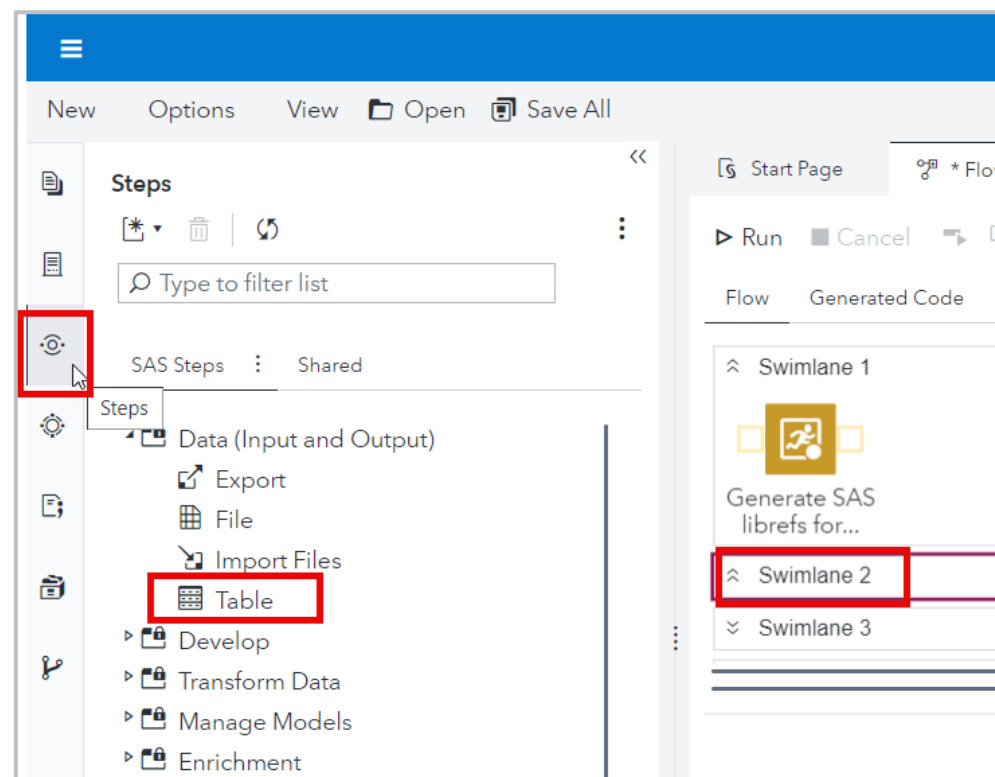 New Options View Open Save All
Steps
Type to filter list
SAS Steps Shared
Steps
Data (Input and Output)
Export
File
Import Files
Table
Develop
Transform Data
Manage Models
Enrichment
Start Page * Flo
Run Cancel
Flow Generated Code
Swimlane 1
Generate SAS
librefs for...
Swimlane 2
Swimlane 3